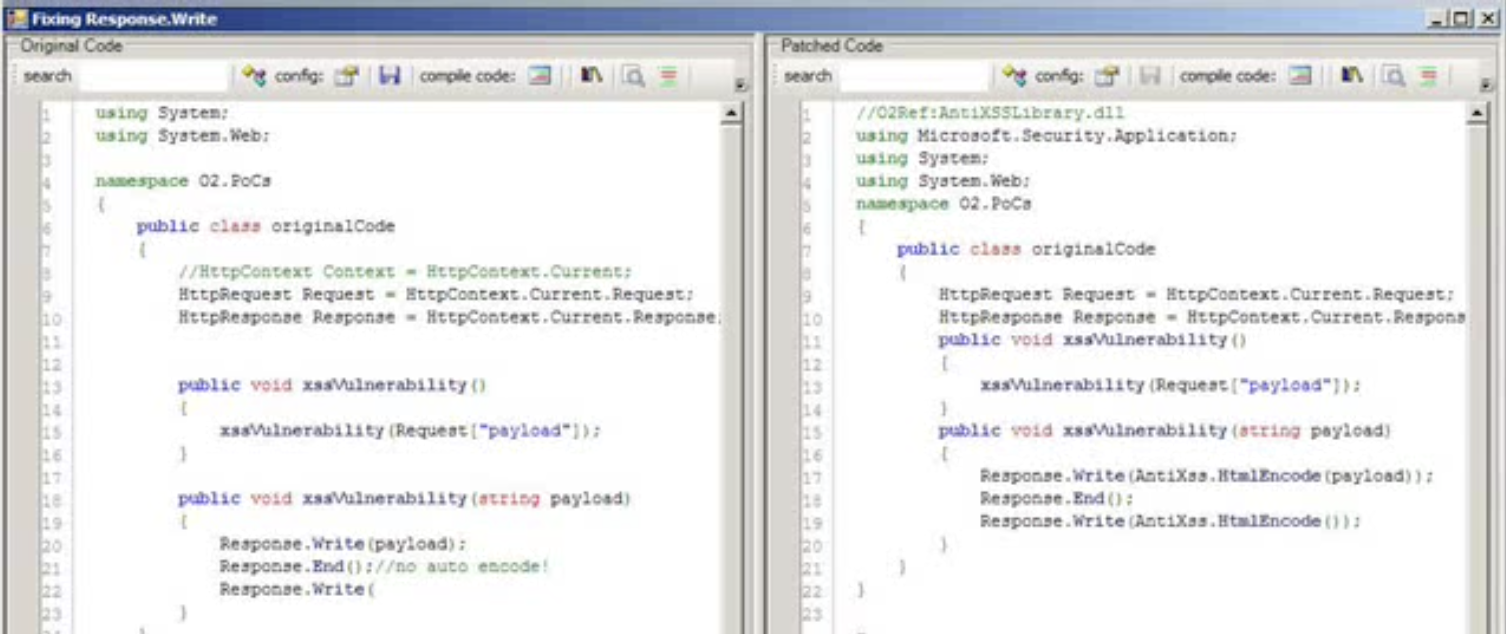 Fixing Response.Write
Original Code
search config: compile code:
1 using System;
2 using System.Web;
3
4 namespace O2.PoCs
5 {
6 public class originalCode
7 {
8 //HttpContext Context = HttpContext.Current;
9 HttpRequest Request = HttpContext.Current.Request;
10 HttpResponse Response = HttpContext.Current.Response;
11
12
13 public void xssVulnerability()
14 {
15 xssVulnerability(Request["payload"]);
16 }
17
18 public void xssVulnerability(string payload)
19 {
20 Response.Write(payload);
21 Response.End();//no auto encode!
22 Response.Write(
23 }
Patched Code
search config: compile code:
1 //O2Ref:AntiXSSLibrary.dll
2 using Microsoft.Security.Application;
3 using System;
4 using System.Web;
5 namespace O2.PoCs
6 {
7 public class originalCode
8 {
9 HttpRequest Request = HttpContext.Current.Request;
10 HttpResponse Response = HttpContext.Current.Respons
11 public void xssVulnerability()
12 {
13 xssVulnerability(Request["payload"]);
14 }
15 public void xssVulnerability(string payload)
16 {
17 Response.Write(AntiXss.HtmlEncode(payload));
18 Response.End();
19 Response.Write(AntiXss.HtmlEncode());
20 }
21 }
22 }
23